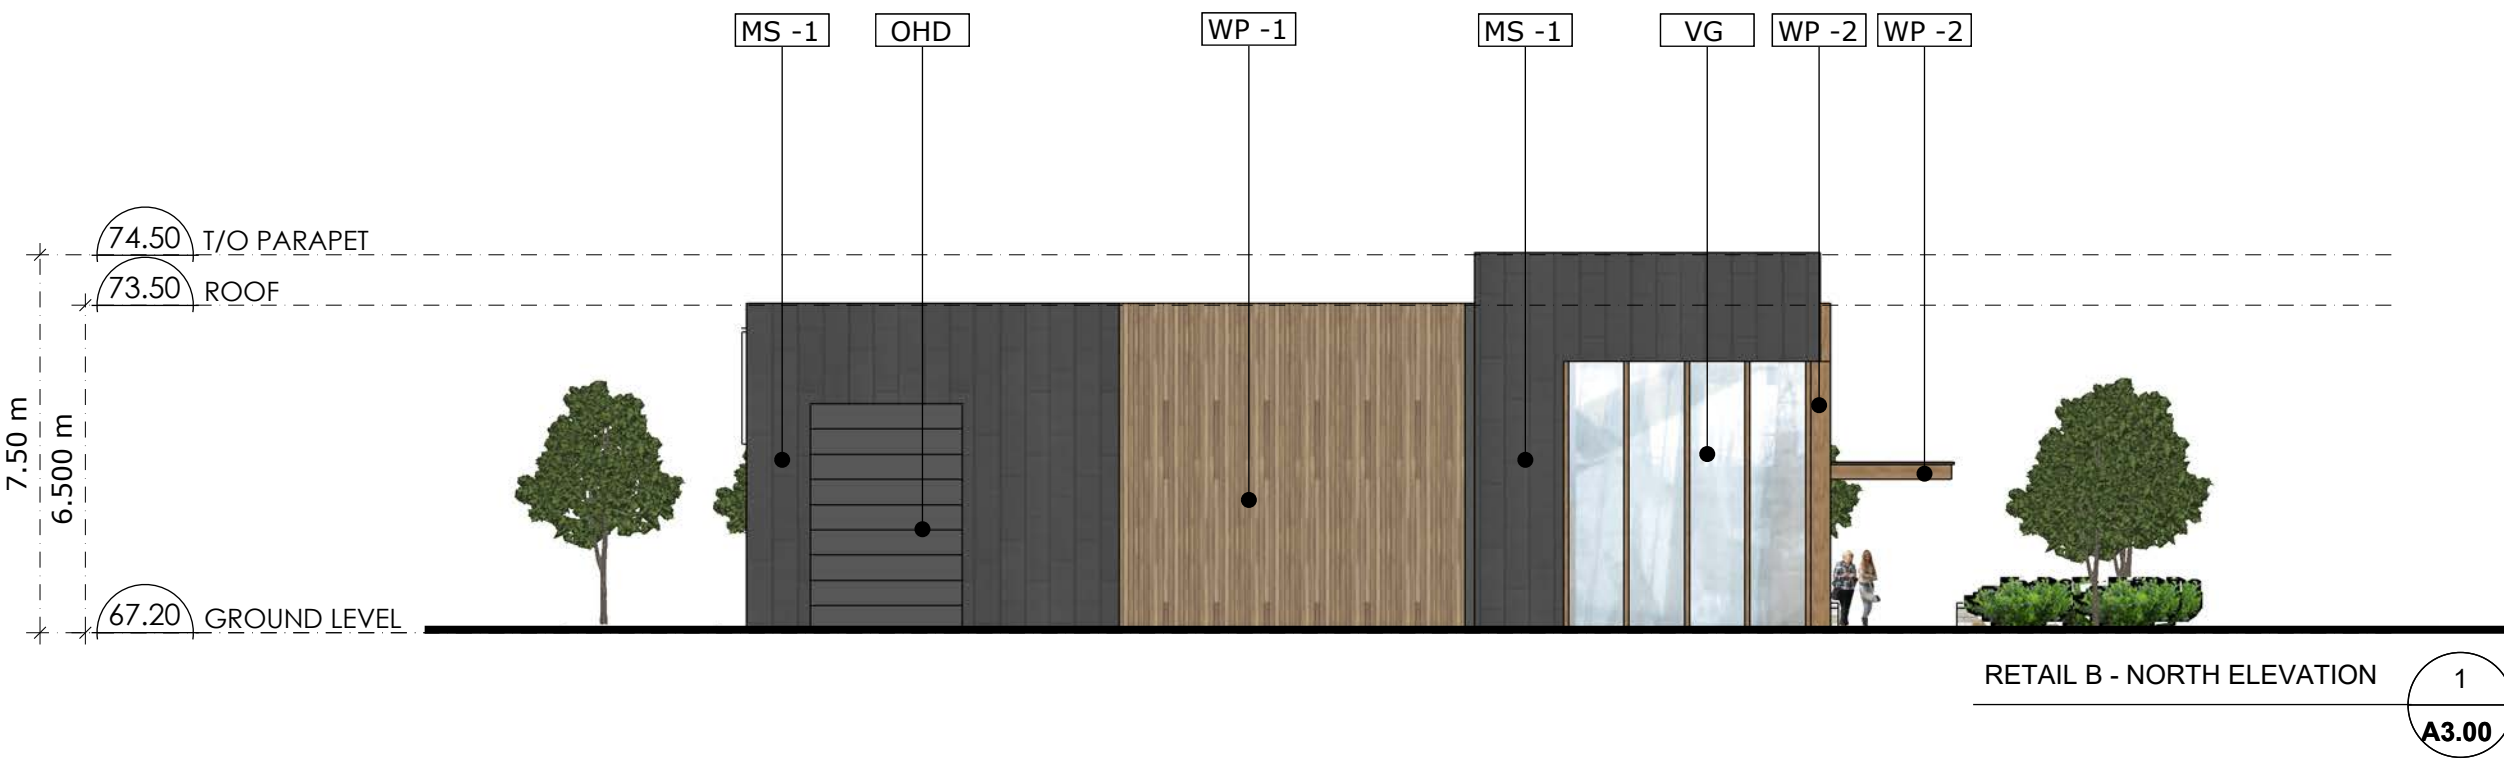 MS -1
OHD
WP -1
MS -1
VG
WP -2
WP -2
74.50 T/O PARAPET
73.50 ROOF
7.50 m
6.500 m
67.20 GROUND LEVEL
RETAIL B - NORTH ELEVATION
1
A3.00